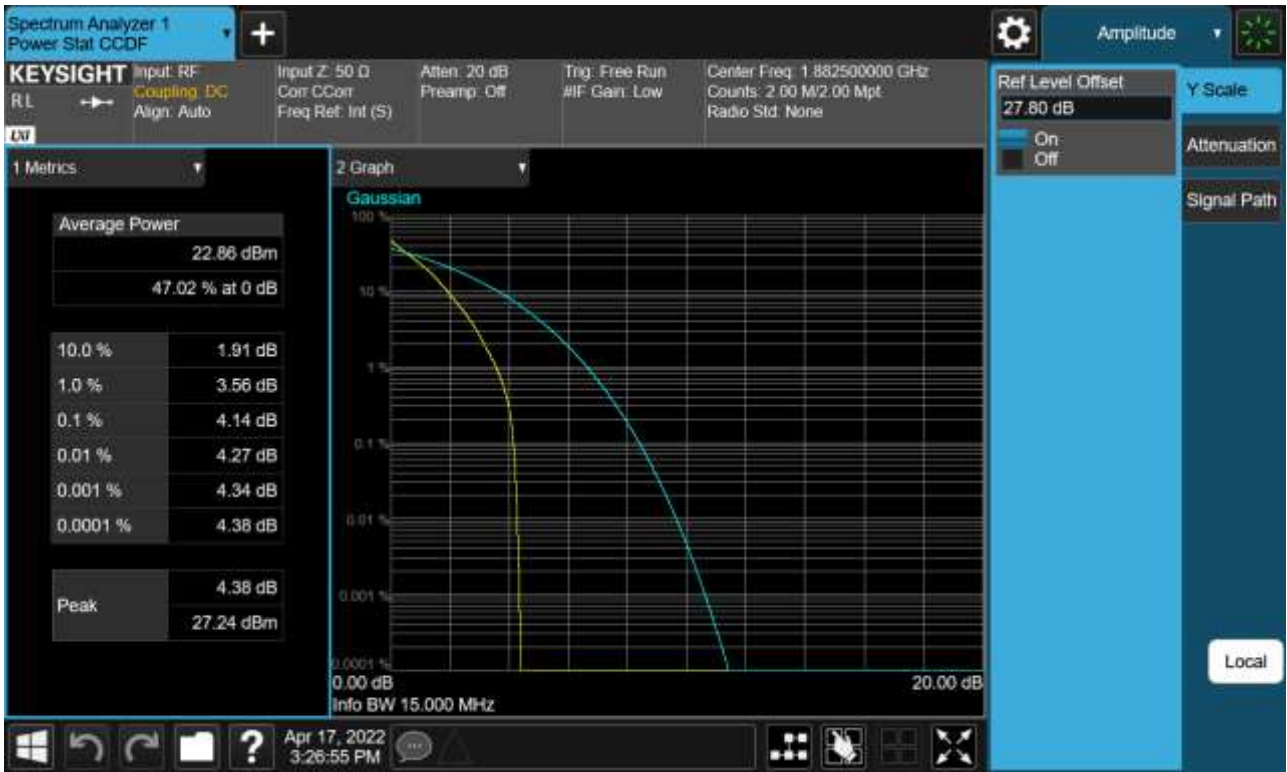 Spectrum Analyzer 1
Power Stat CCDF
+
Amplitude
KEYSIGHT
RL
LXI
Input: RF
Coupling: DC
Align: Auto
Input Z: 50 Ω
Corr CCorr
Freq Ref: Int (S)
Atten: 20 dB
Preamp: Off
Trig: Free Run
#IF Gain: Low
Center Freq: 1.882500000 GHz
Counts: 2.00 M/2.00 Mpt
Radio Std: None
Ref Level Offset
27.80 dB
On
Off
Y Scale
Attenuation
Signal Path
Local
1 Metrics
Average Power
22.86 dBm
47.02 % at 0 dB
10.0 % 1.91 dB
1.0 % 3.56 dB
0.1 % 4.14 dB
0.01 % 4.27 dB
0.001 % 4.34 dB
0.0001 % 4.38 dB
Peak
4.38 dB
27.24 dBm
2 Graph
Gaussian
100 %
10 %
1 %
0.1 %
0.01 %
0.001 %
0.0001 %
0.00 dB 20.00 dB
Info BW 15.000 MHz
?
Apr 17, 2022
3:26:55 PM